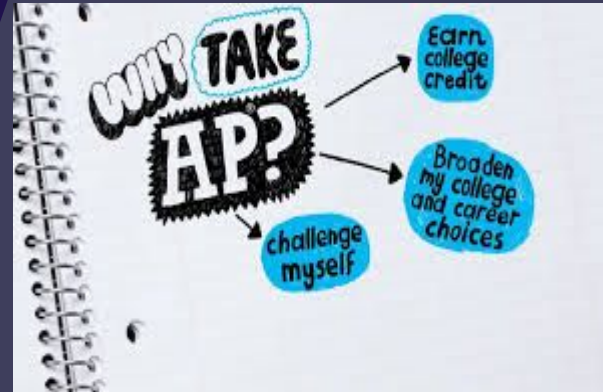 WHY TAKE
AP?
Earn
college
credit
Broaden
my college
and career
choices
challenge
myself